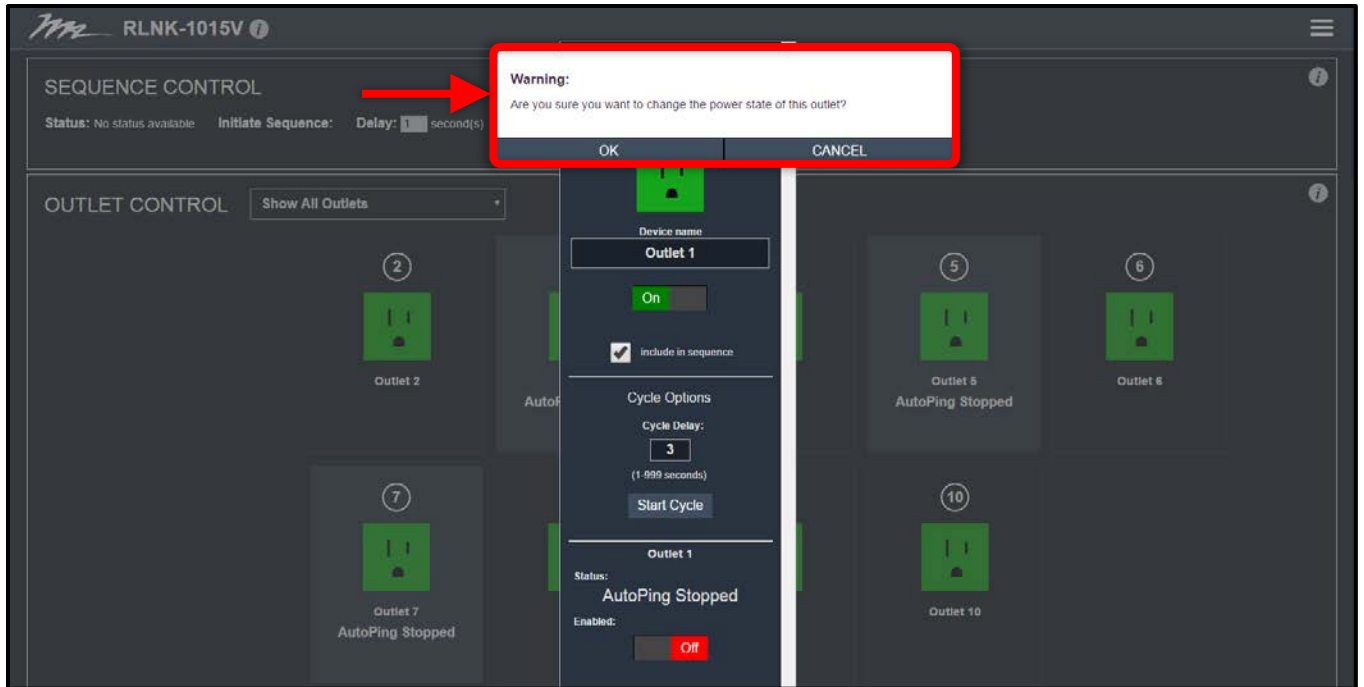 RLNK-1015V i
Warning:
Are you sure you want to change the power state of this outlet?
OK CANCEL
SEQUENCE CONTROL
Status: No status available Initiate Sequence: Delay: 1 second(s)
OUTLET CONTROL Show All Outlets
Device name
Outlet 1
On
include in sequence
Cycle Options
Cycle Delay:
3
(1-999 seconds)
Start Cycle
Outlet 1
Status:
AutoPing Stopped
Enabled:
Off
2 5 6
Outlet 2 Outlet 5 Outlet 6
AutoPing Stopped
7 10
Outlet 7 Outlet 10
AutoPing Stopped